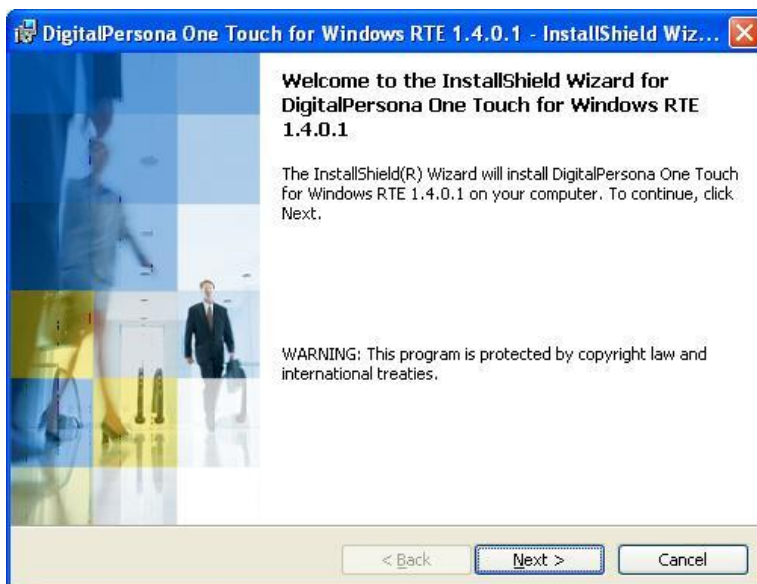 DigitalPersona One Touch for Windows RTE 1.4.0.1 - InstallShield Wiz...
Welcome to the InstallShield Wizard for
DigitalPersona One Touch for Windows RTE
1.4.0.1
The InstallShield(R) Wizard will install DigitalPersona One Touch
for Windows RTE 1.4.0.1 on your computer. To continue, click
Next.
WARNING: This program is protected by copyright law and
international treaties.
< Back
Next >
Cancel